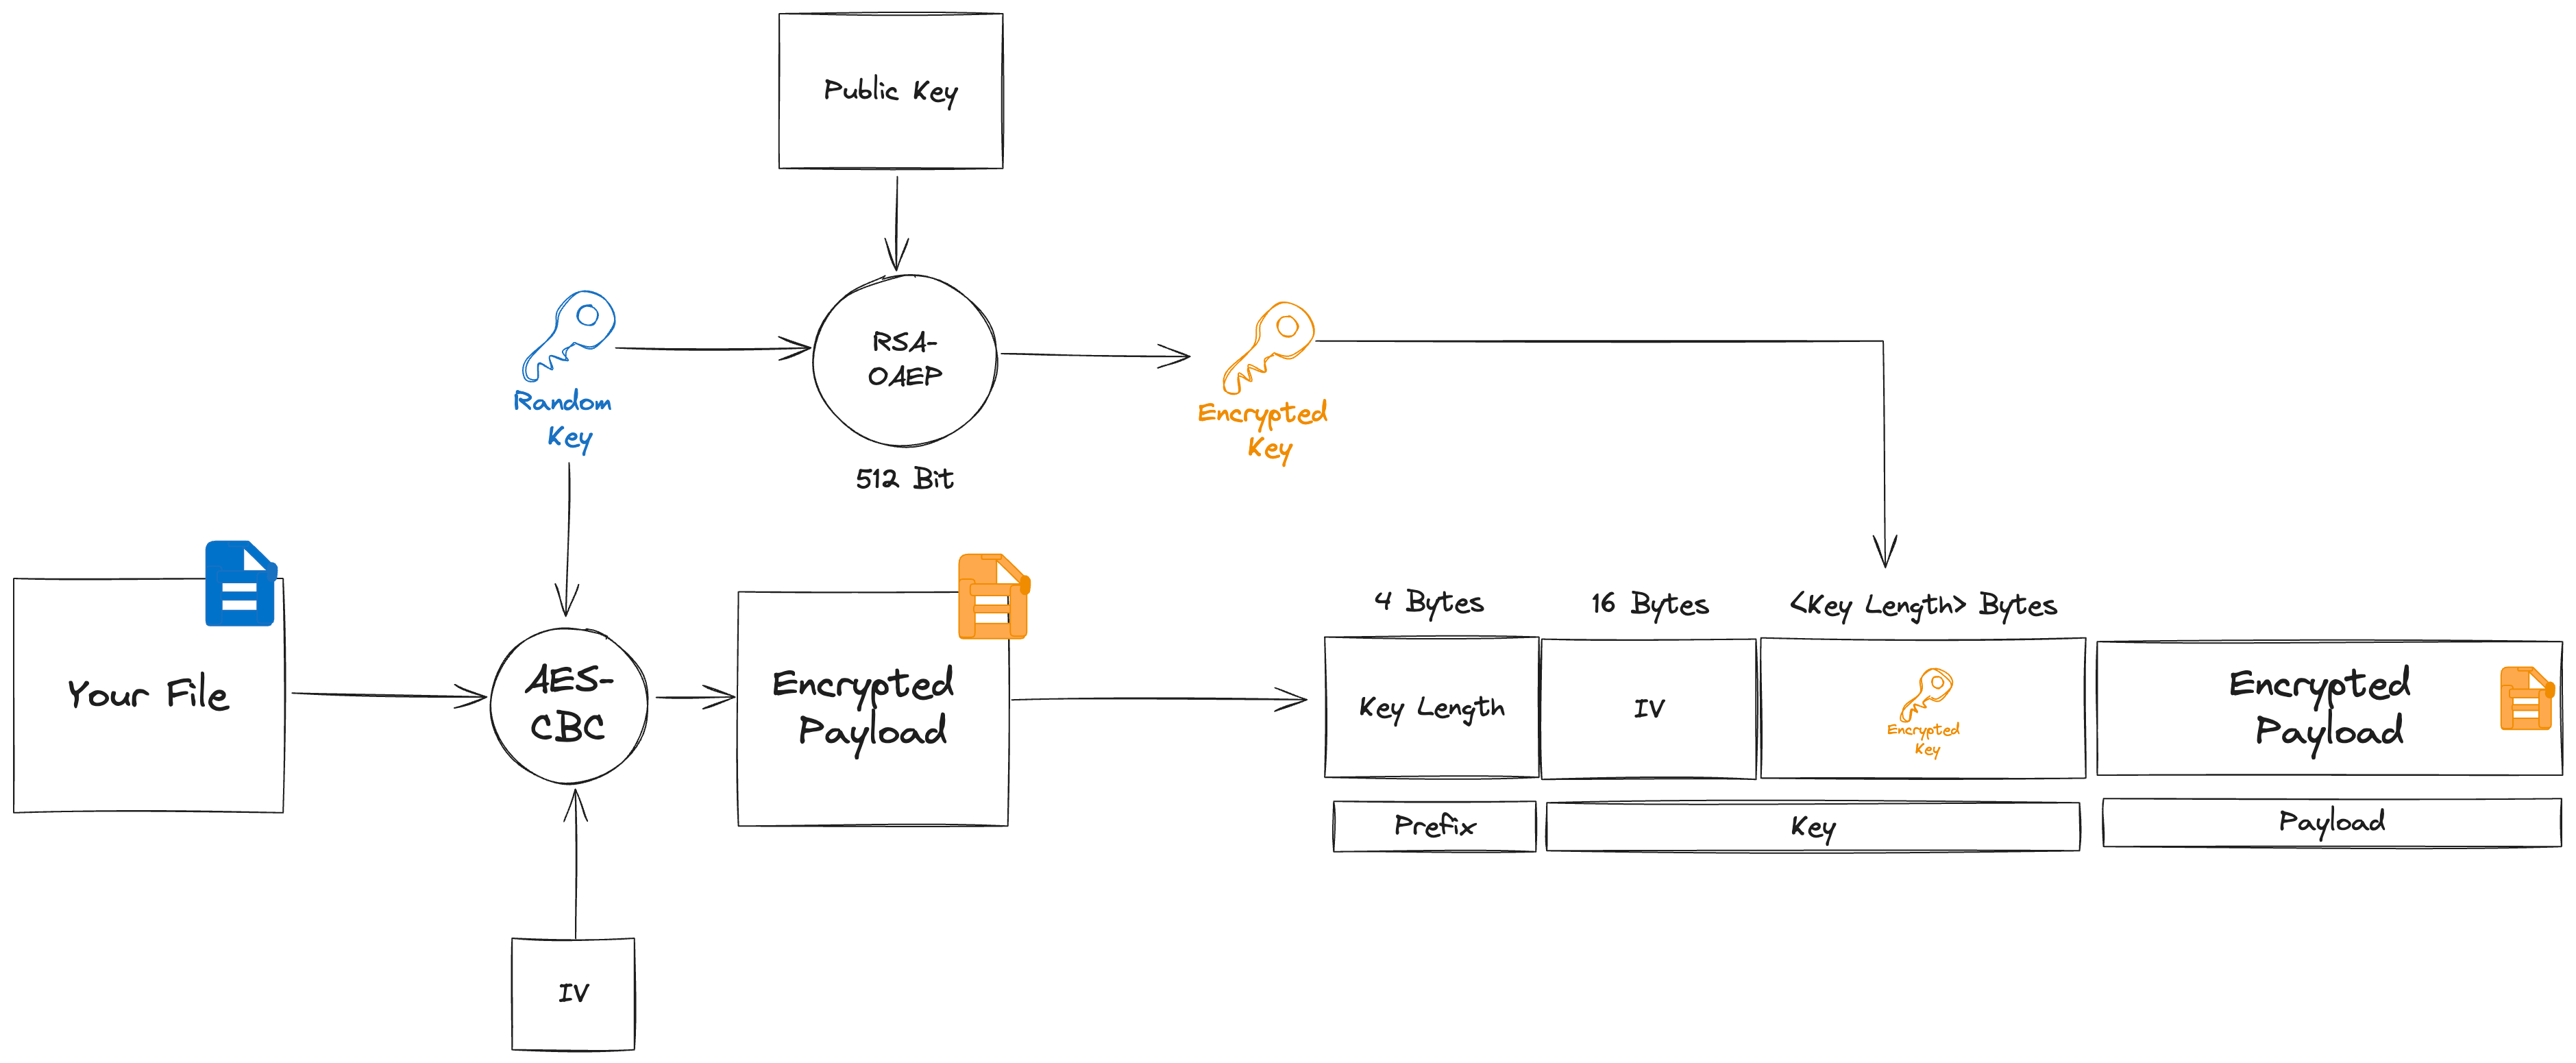 Public Key
RSA-
OAEP
512 Bit
Random
Key
Encrypted
Key
Your File
AES-
CBC
IV
Encrypted
Payload
4 Bytes
16 Bytes
<Key Length> Bytes
Key Length
IV
Encrypted
Key
Encrypted
Payload
Prefix
Key
Payload